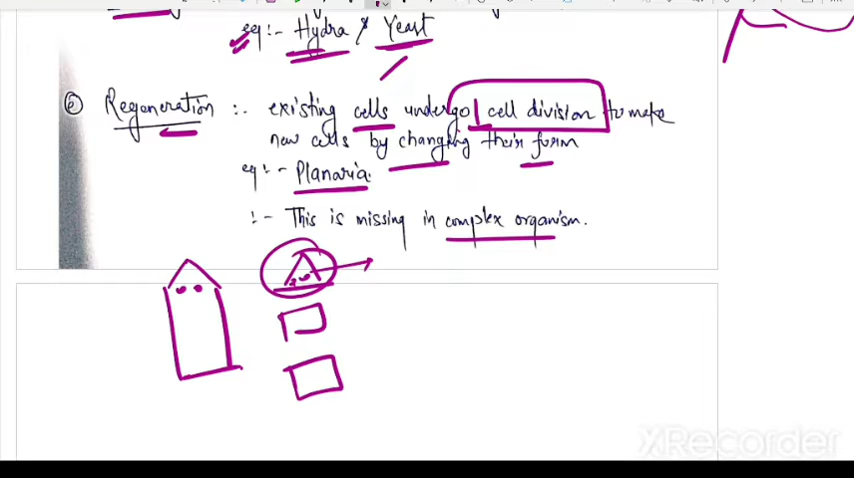 eg :- Hydra & Yeast
⑥ Regeneration :- existing cells undergo cell division to make
new cells by changing their form
eg :- Planaria.
:- This is missing in complex organism.
XRecorder